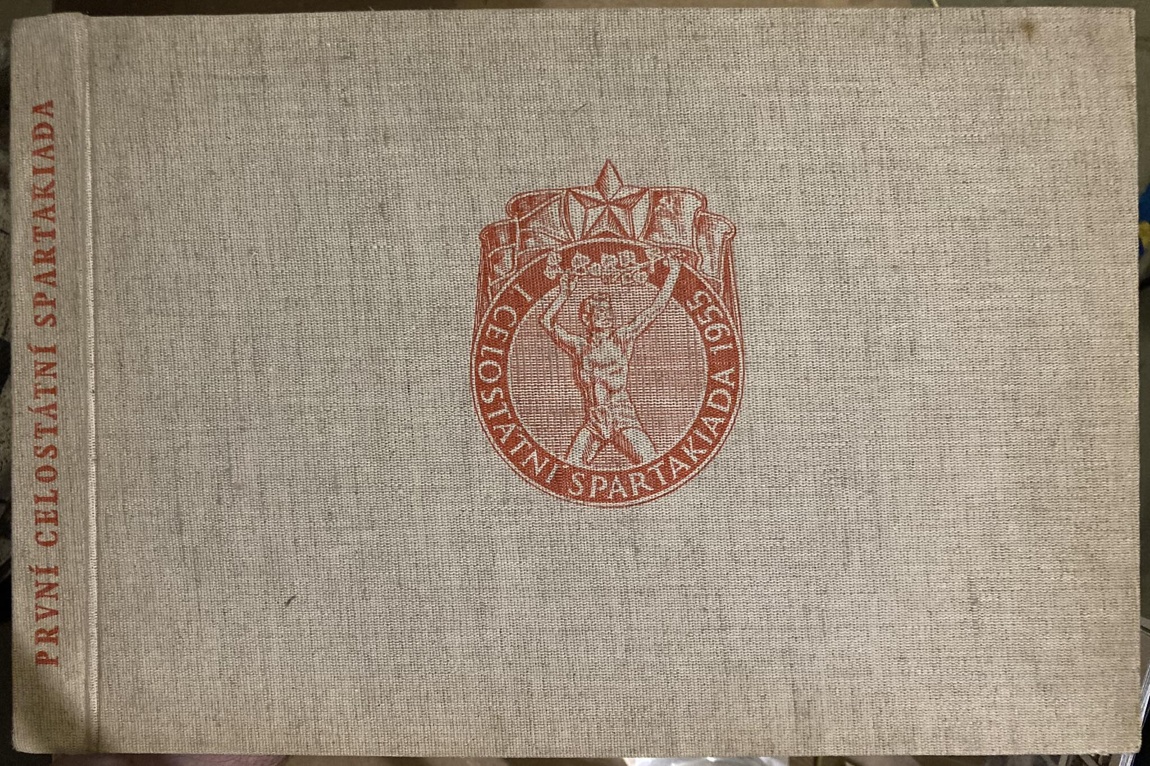 PRVNÍ CELOSTÁTNÍ SPARTAKIADA
I CELOSTÁTNÍ SPARTAKIADA 1955